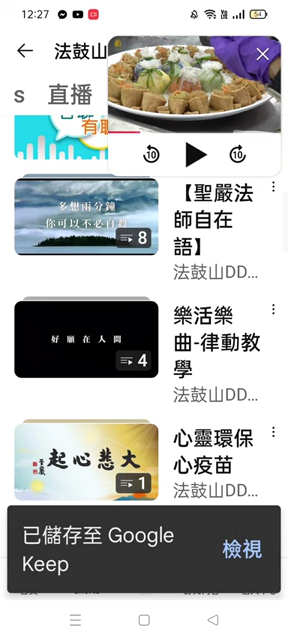 12:27
54
法鼓山
s 直播
有聊
10
10
多想兩分鐘
你可以不必自殺
8
【聖嚴法師自在語】
法鼓山DD...
好願在人間
4
樂活樂曲-律動教學
法鼓山DD...
大悲心起
1
心靈環保心疫苗
法鼓山DD...
已儲存至 Google Keep
檢視